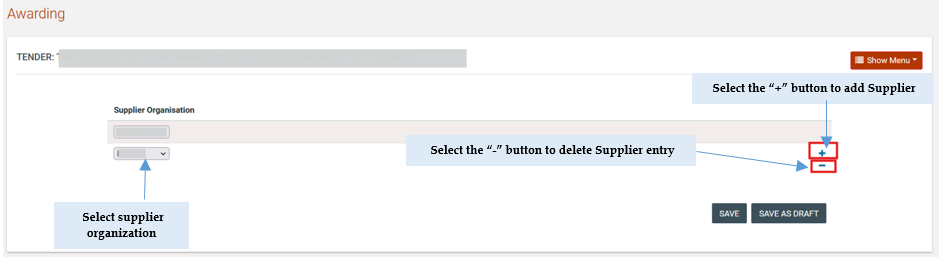 Awarding
TENDER:
Show Menu
Select the “+” button to add Supplier
Supplier Organisation
Select the “-” button to delete Supplier entry
+
−
Select supplier
organization
SAVE
SAVE AS DRAFT